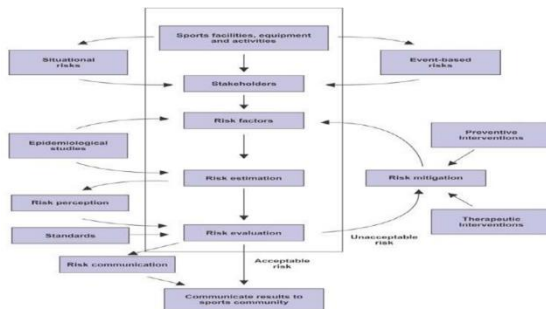 Sports facilities, equipment
and activities
Situational
risks
Event-based
risks
Stakeholders
Risk factors
Epidemiological
studies
Preventive
Interventions
Risk estimation
Risk mitigation
Risk perception
Therapeutic
Interventions
Standards
Risk evaluation
Unacceptable
risk
Risk communication
Acceptable
risk
Communicate results to
sports community